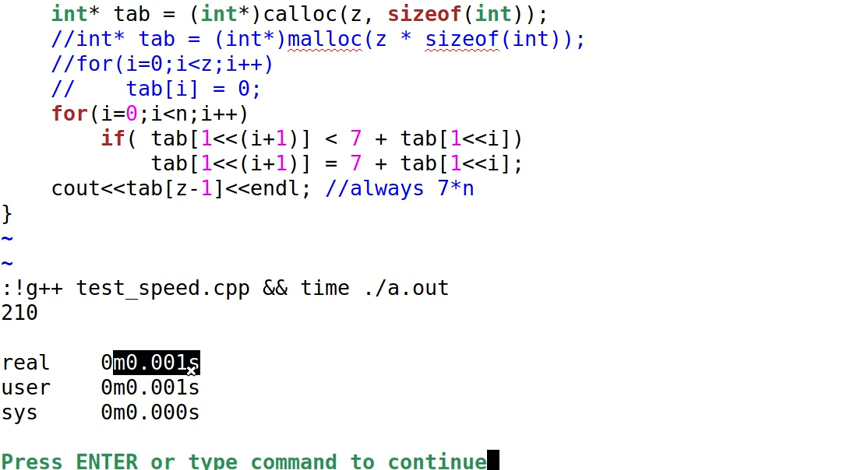 int* tab = (int*)calloc(z, sizeof(int));
//int* tab = (int*)malloc(z * sizeof(int));
//for(i=0;i<z;i++)
//    tab[i] = 0;
for(i=0;i<n;i++)
if( tab[1<<(i+1)] < 7 + tab[1<<i])
tab[1<<(i+1)] = 7 + tab[1<<i];
cout<<tab[z-1]<<endl; //always 7*n
}
~
~
:!g++ test_speed.cpp && time ./a.out
210
real    0m0.001s
user    0m0.001s
sys     0m0.000s
Press ENTER or type command to continue